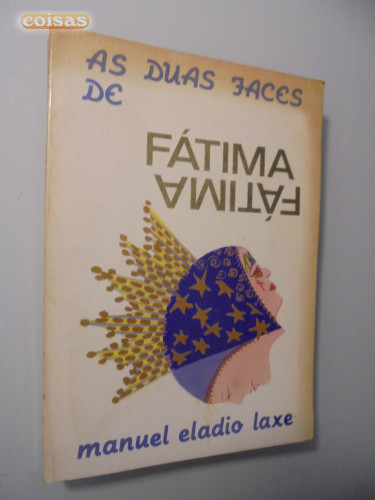 coisas
AS DUAS FACES
DE
FÁTIMA
FÁTIMA
manuel eladio laxe